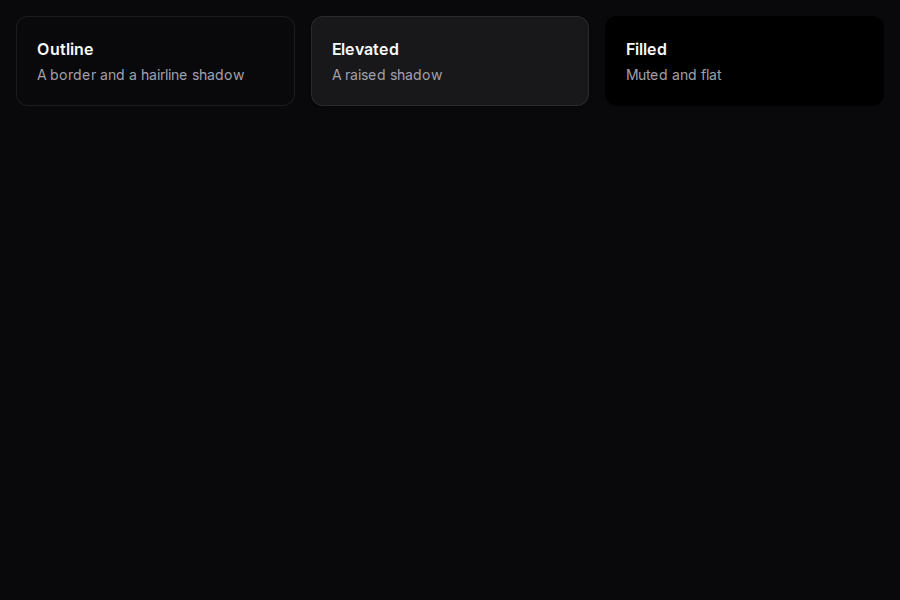 Outline
A border and a hairline shadow
Elevated
A raised shadow
Filled
Muted and flat